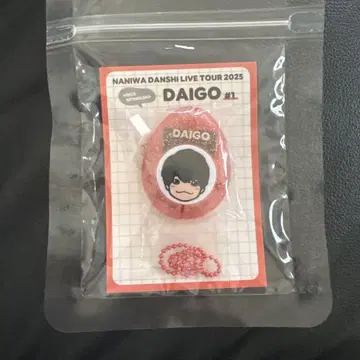 NANIWA DANSHI LIVE TOUR 2025
DAIGO #1
DAIGO